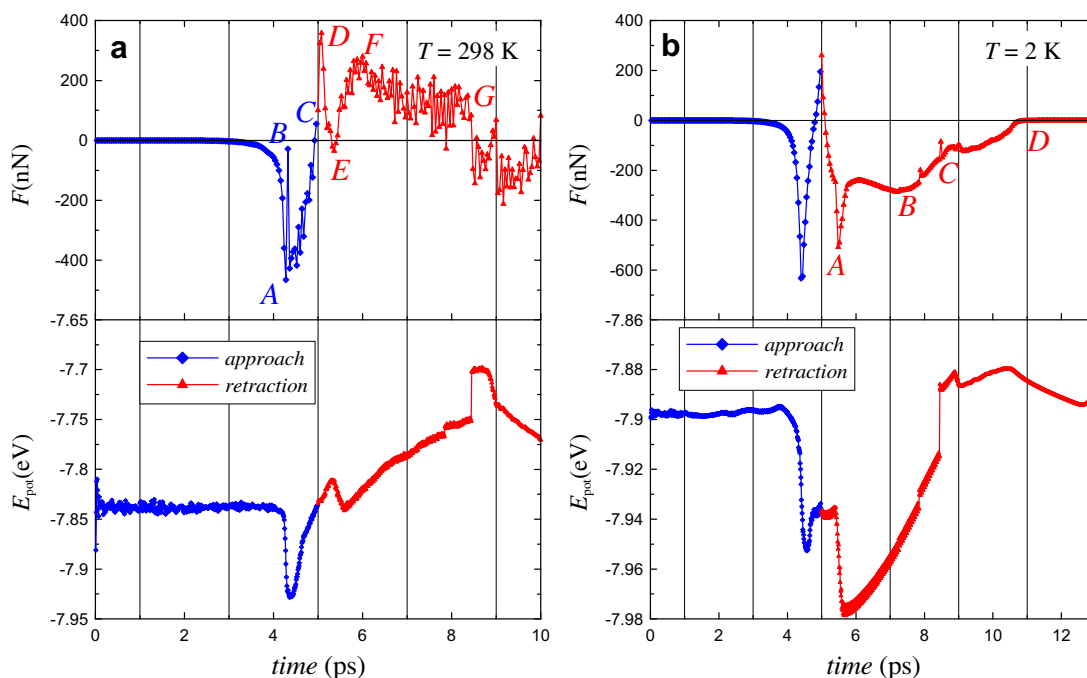 a
T = 298 K
F(nN)
400
200
0
-200
-400
-7.65
A
B
C
D
E
F
G
approach
retraction
E_pot(eV)
-7.7
-7.75
-7.8
-7.85
-7.9
-7.95
0 2 4 6 8 10
time (ps)
b
T = 2 K
F(nN)
400
200
0
-200
-400
-600
-7.86
A
B
C
D
approach
retraction
E_pot(eV)
-7.88
-7.9
-7.92
-7.94
-7.96
-7.98
0 2 4 6 8 10 12
time (ps)